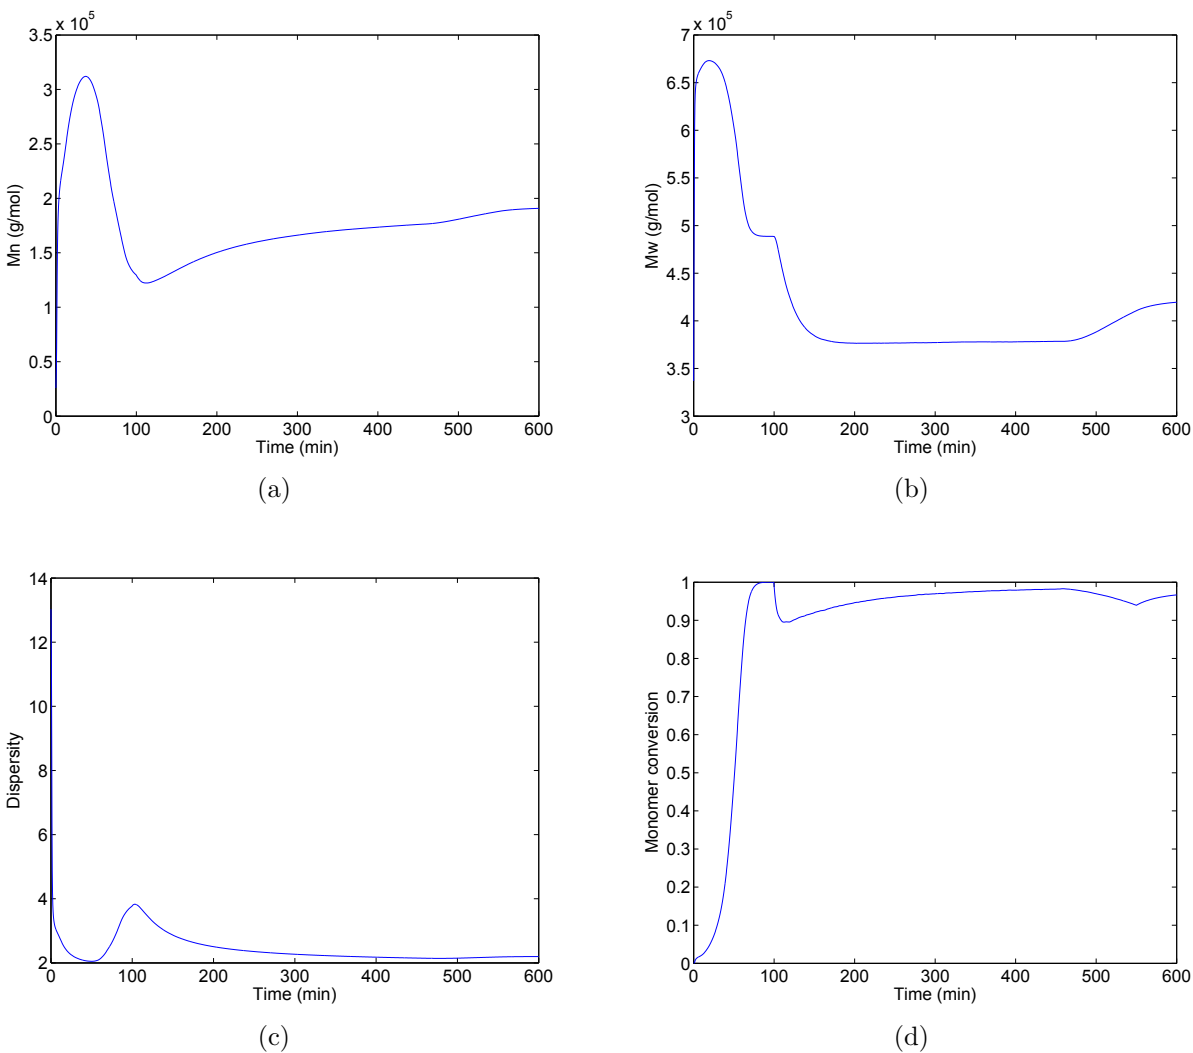 x 10^5
3.5
3
2.5
2
1.5
1
0.5
0
Mn (g/mol)
0 100 200 300 400 500 600
Time (min)
(a)
x 10^5
7
6.5
6
5.5
5
4.5
4
3.5
3
Mw (g/mol)
0 100 200 300 400 500 600
Time (min)
(b)
14
12
10
8
6
4
2
Dispersity
0 100 200 300 400 500 600
Time (min)
(c)
1
0.9
0.8
0.7
0.6
0.5
0.4
0.3
0.2
0.1
0
Monomer conversion
0 100 200 300 400 500 600
Time (min)
(d)